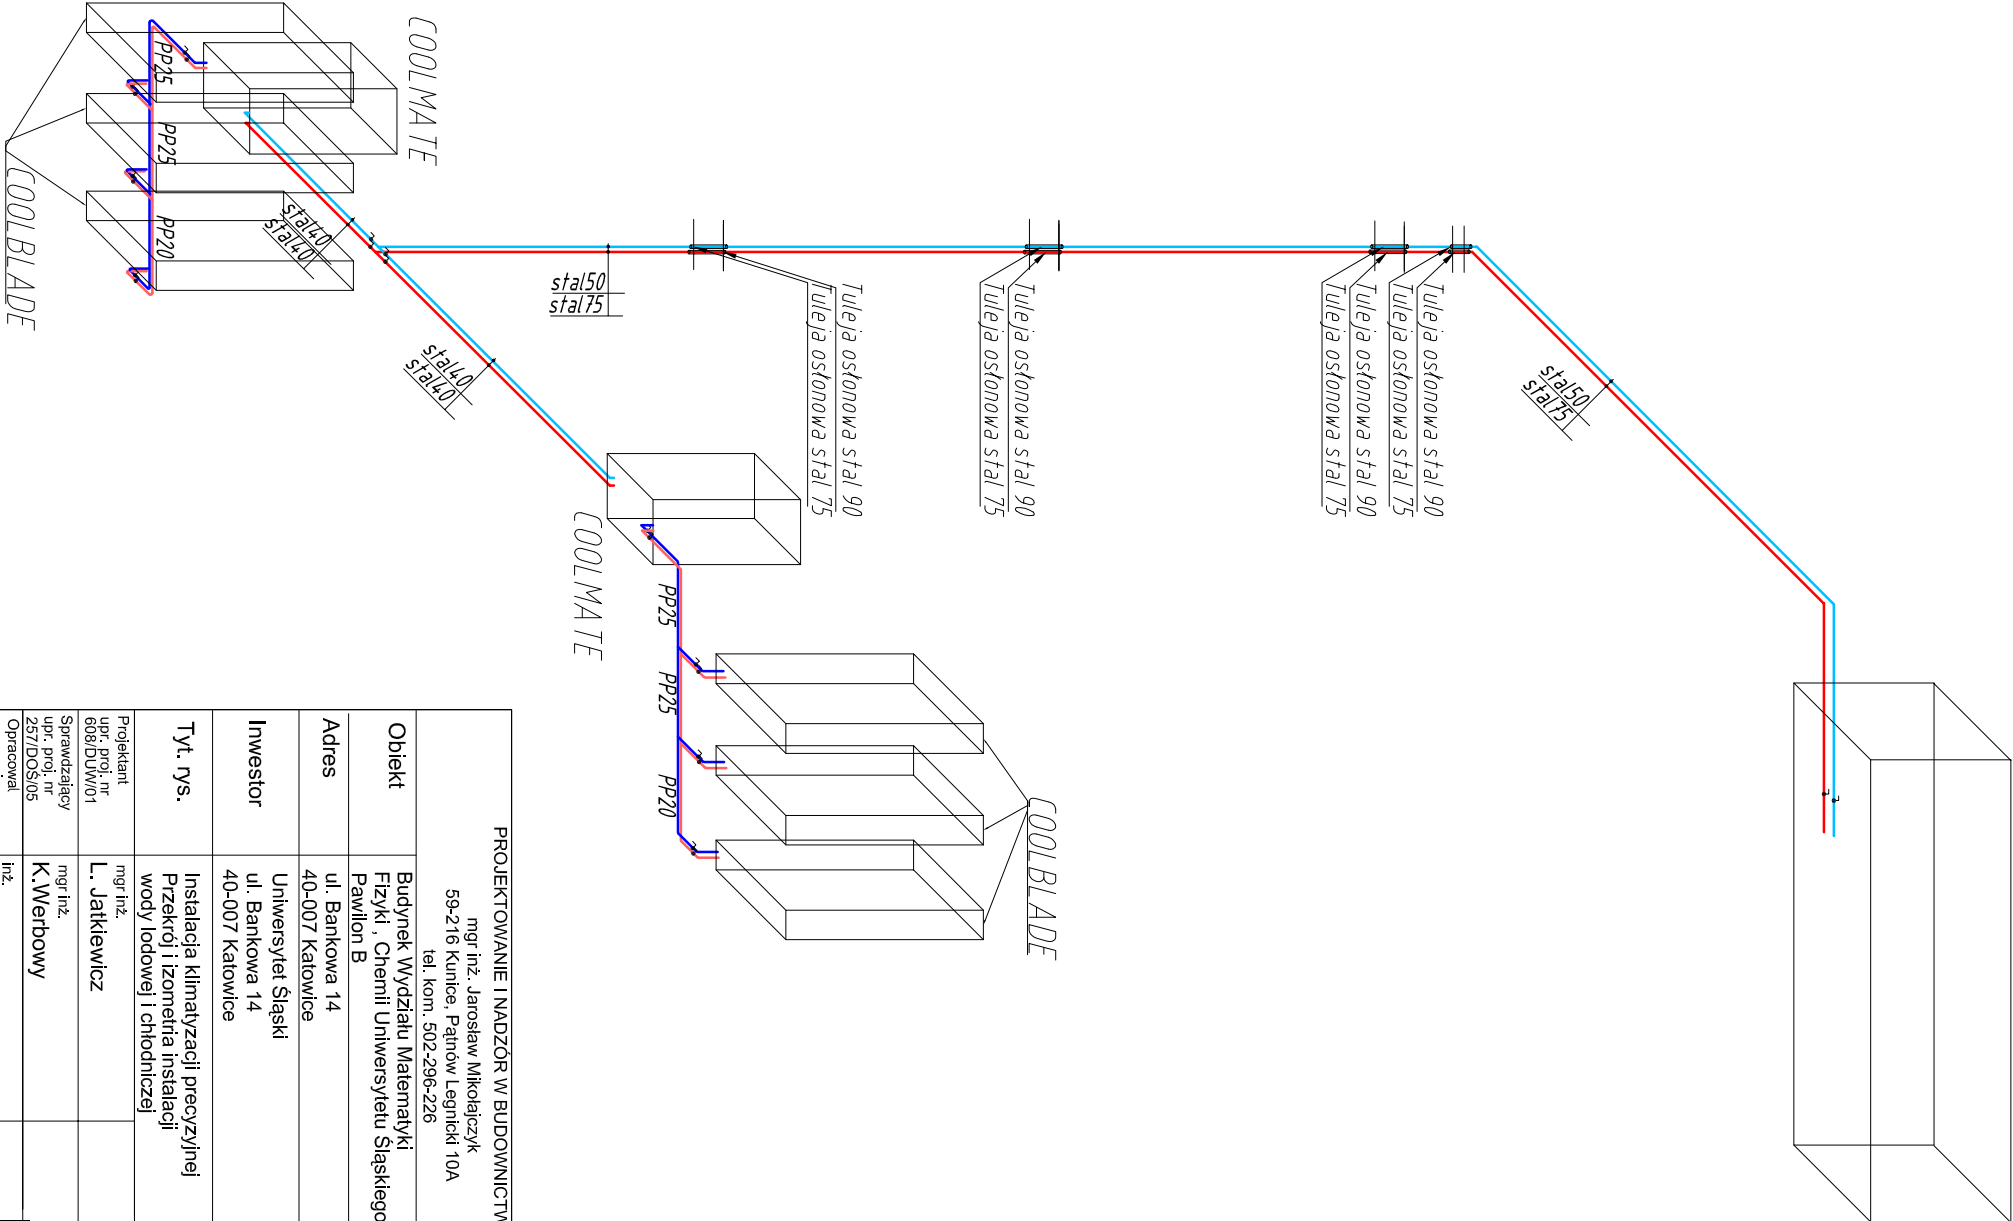 COOLMATE
COOLBLADE
PP25
PP25
PP20
stal40
stal40
stal50
stal75
stal40
stal40
Tuleja osłonowa stal 90
Tuleja osłonowa stal 75
Tuleja osłonowa stal 90
Tuleja osłonowa stal 75
Tuleja osłonowa stal 90
Tuleja osłonowa stal 75
Tuleja osłonowa stal 90
Tuleja osłonowa stal 75
stal50
stal75
COOLMATE
PP25
PP25
PP20
COOLBLADE
PROJEKTOWANIE I NADZÓR W BUDOWNICTW
mgr inż. Jarosław Mikołajczyk
59-216 Kunice, Pątnów Legnicki 10A
tel. kom. 502-296-226
Obiekt
Budynek Wydziału Matematyki
Fizyki , Chemii Uniwersytetu Śląskiego
Pawilon B
Adres
ul. Bankowa 14
40-007 Katowice
Inwestor
Uniwersytet Śląski
ul. Bankowa 14
40-007 Katowice
Tyt. rys.
Instalacja klimatyzacji precyzyjnej
Przekrój i izometria instalacji
wody lodowej i chłodniczej
Projektant
upr. proj. nr
608/DUW/01
mgr inż.
L. Jatkiewicz
Sprawdzający
upr. proj. nr
257/DOŚ/05
mgr inż.
K.Werbowy
Opracował
inż.